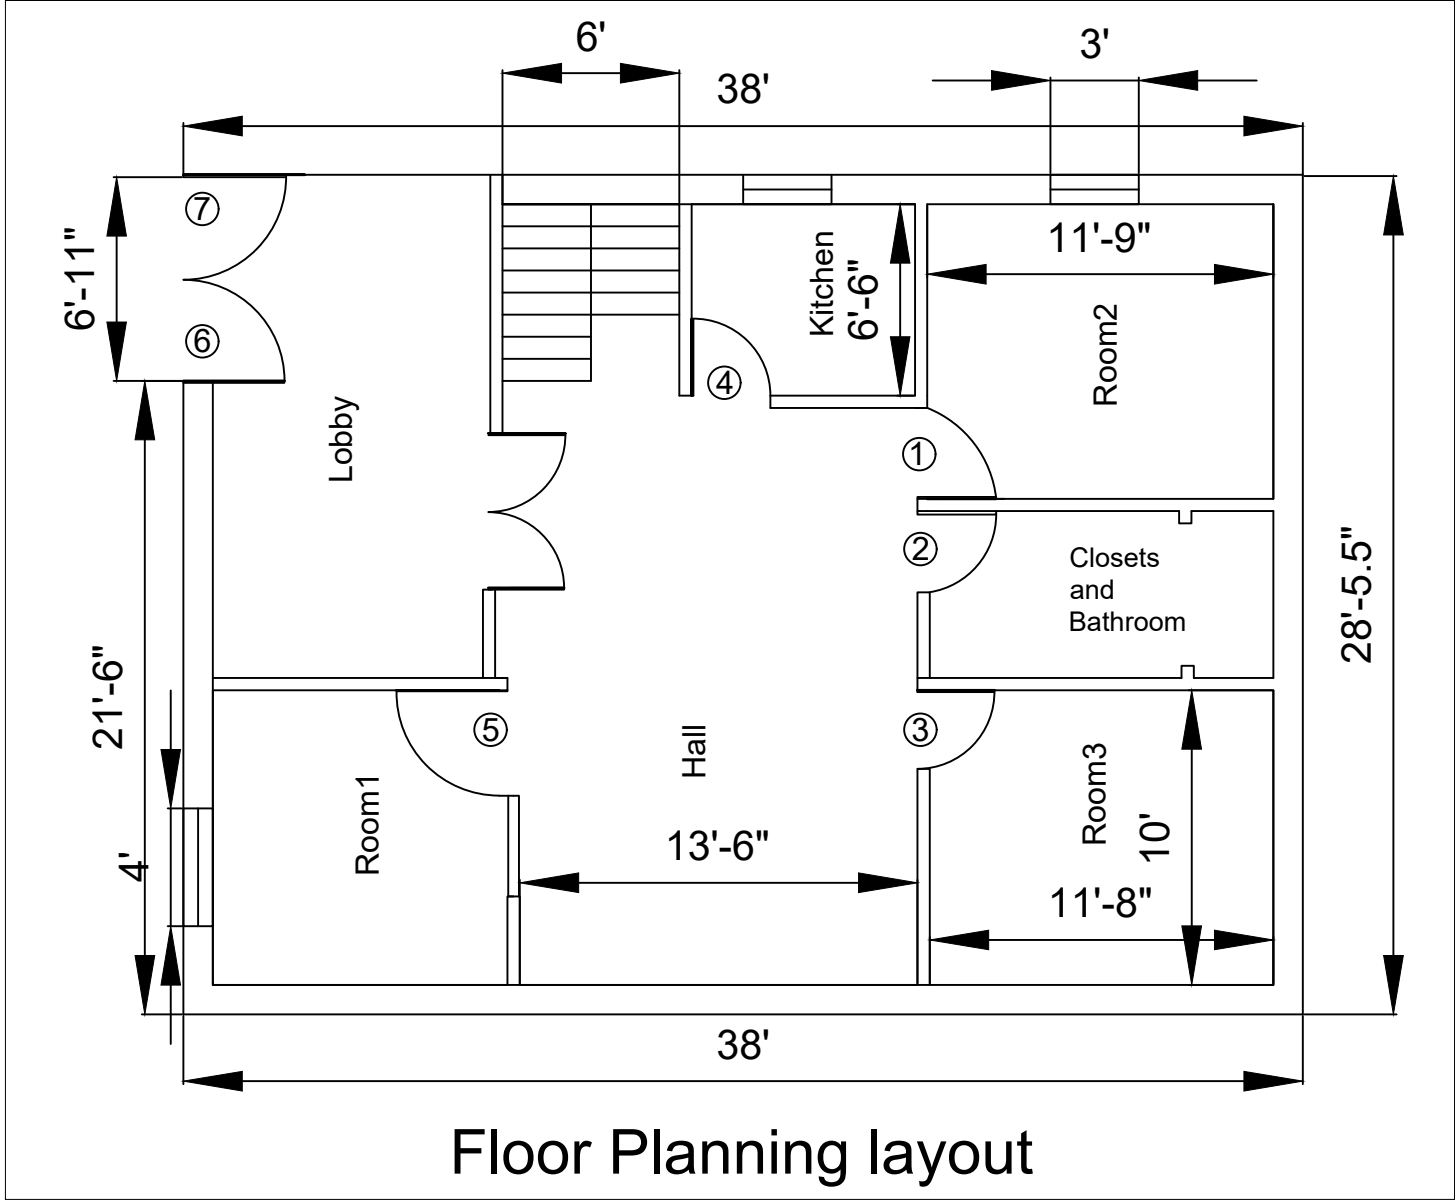 6'
3'
38'
7
6'-11"
6
Kitchen
6'-6"
11'-9"
Room2
4
Lobby
1
2
Closets
and
Bathroom
28'-5.5"
21'-6"
5
Hall
3
Room1
4'
13'-6"
Room3
10'
11'-8"
38'
Floor Planning layout